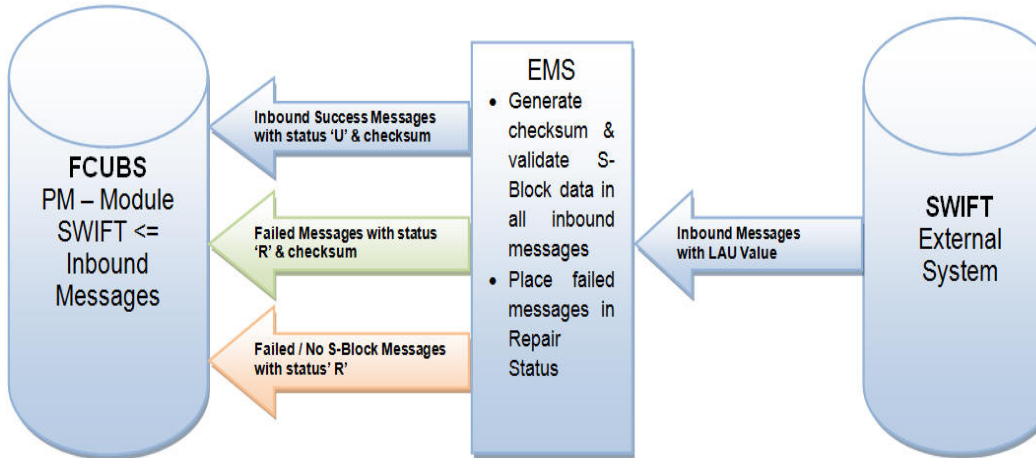 FCUBS
PM – Module
SWIFT <=
Inbound
Messages
Inbound Success Messages
with status ‘U’ & checksum
Failed Messages with status
‘R’ & checksum
Failed / No S-Block Messages
with status’ R’
EMS
• Generate
checksum &
validate S-
Block data in
all inbound
messages
• Place failed
messages in
Repair
Status
Inbound Messages
with LAU Value
SWIFT
External
System